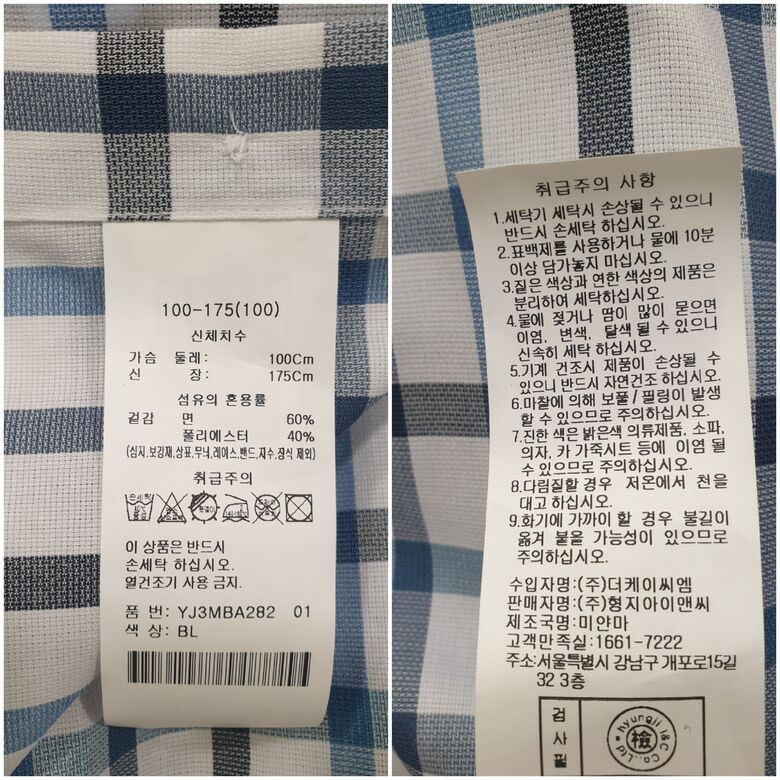 100-175(100)
신체치수
가슴 둘레: 100Cm
신 장: 175Cm
섬유의 혼용률
겉감 면 60%
폴리에스터 40%
(심지,보강재,상표,무늬,레이스,밴드,자수,장식 제외)
취급주의
손세탁
이 상품은 반드시
손세탁 하십시오.
열건조기 사용 금지.
품 번: YJ3MBA282 01
색 상: BL
취급주의 사항
1.세탁기 세탁시 손상될 수 있으니
반드시 손세탁 하십시오.
2.표백제를 사용하거나 물에 10분
이상 담가놓지 마십시오.
3.짙은 색상과 연한 색상의 제품은
분리하여 세탁하십시오.
4.물에 젖거나 땀이 많이 묻으면
이염, 변색, 탈색 될 수 있으니
신속히 세탁 하십시오.
5.기계 건조시 제품이 손상될 수
있으니 반드시 자연건조 하십시오.
6.마찰에 의해 보풀/필링이 발생
할 수 있으므로 주의하십시오.
7.진한 색은 밝은색 의류제품, 소파,
의자, 카 가죽시트 등에 이염 될
수 있으므로 주의하십시오.
8.다림질할 경우 저온에서 천을
대고 하십시오.
9.화기에 가까이 할 경우 불길이
옮겨 붙을 가능성이 있으므로
주의하십시오.
수입자명:(주)더케이씨엠
판매자명:(주)형지아이앤씨
제조국명:미얀마
고객만족실:1661-7222
주소:서울특별시 강남구 개포로15길
32 3층
검사필
hyungji I&C Co.,Ltd
檢